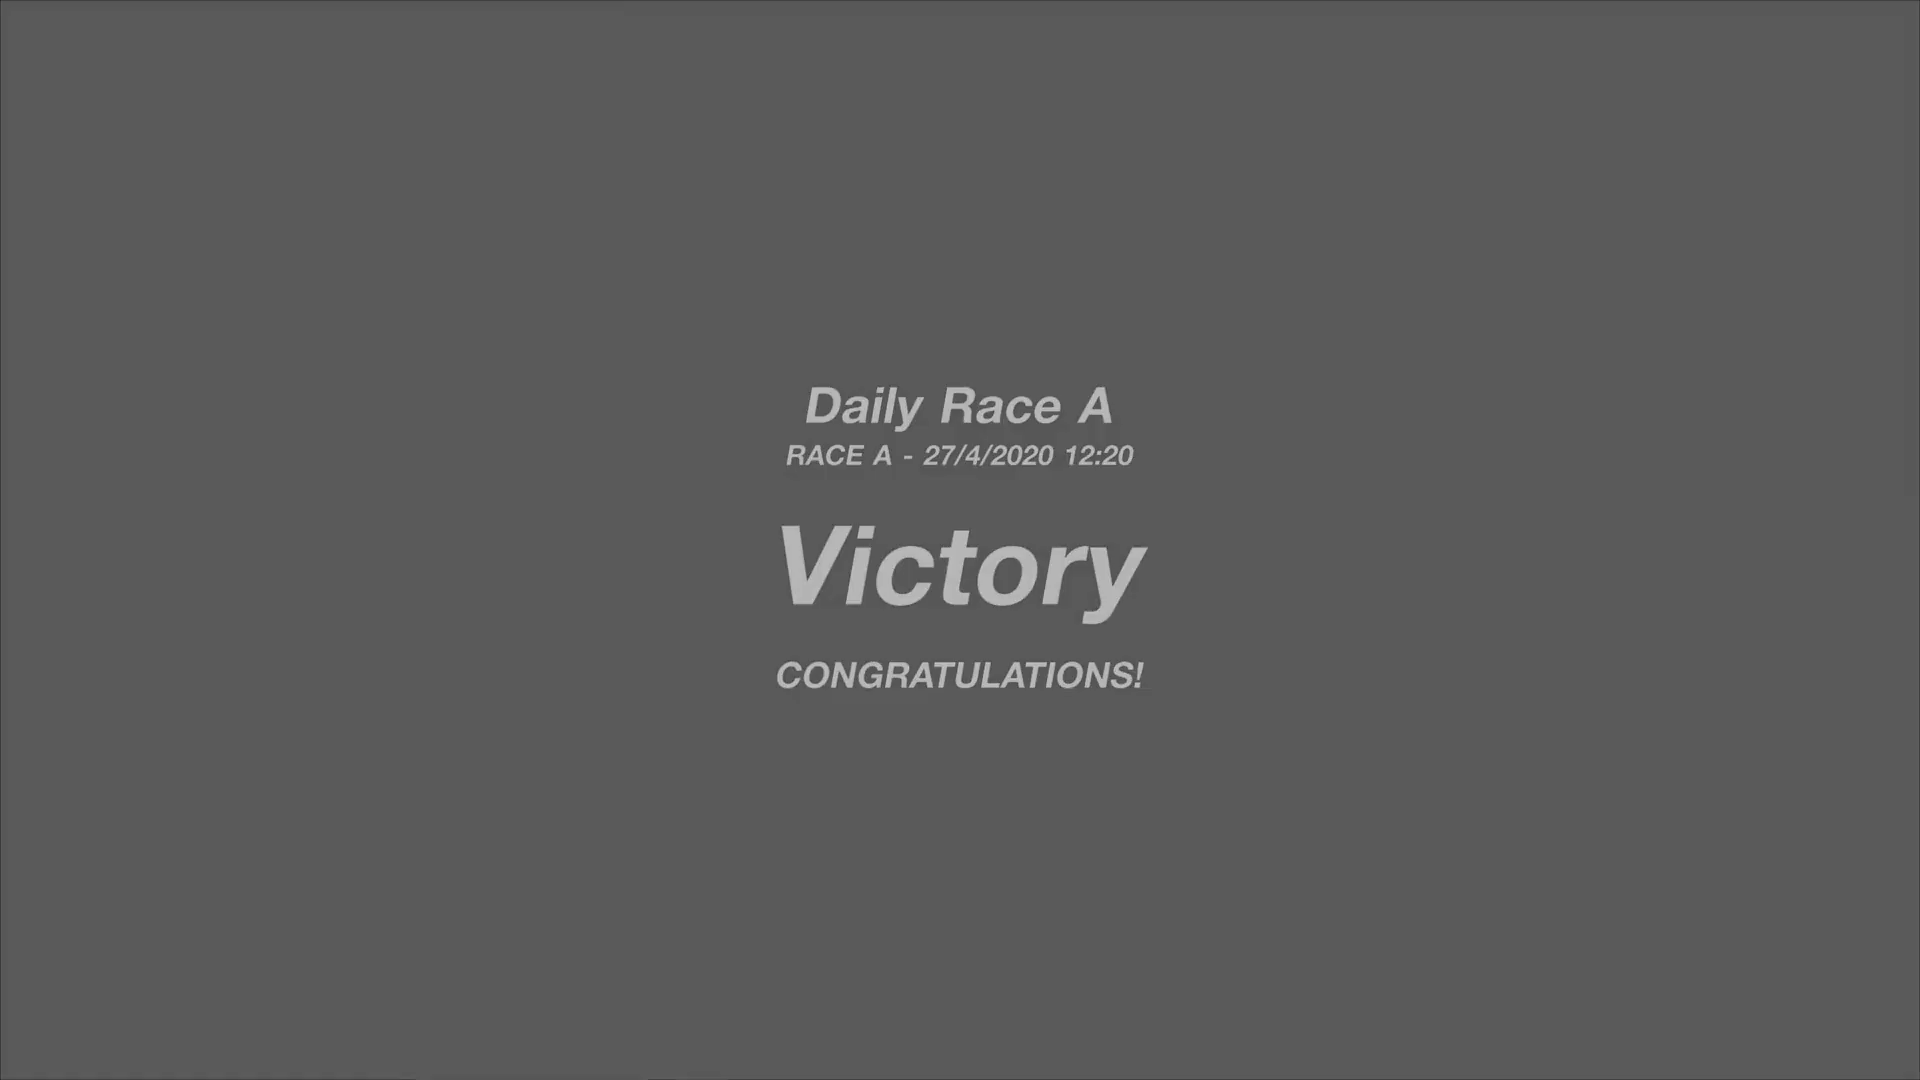 Daily Race A
RACE A - 27/4/2020 12:20
Victory
CONGRATULATIONS!